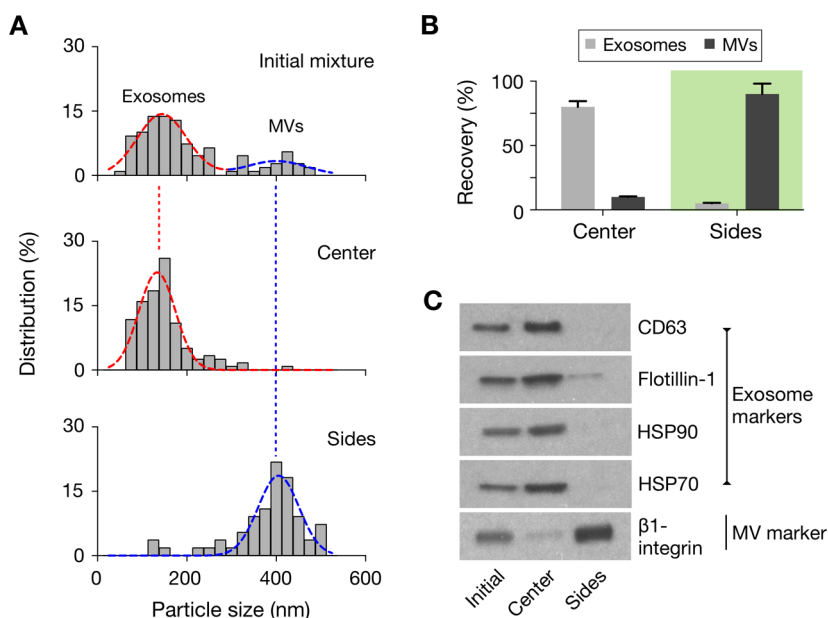 A
30
15
0
Initial mixture
Exosomes
MVs
30
15
0
Center
30
15
0
Sides
Distribution (%)
0
200
400
600
Particle size (nm)
B
Exosomes
MVs
100
50
0
Recovery (%)
Center
Sides
C
CD63
Flotillin-1
HSP90
HSP70
β1-
integrin
Exosome
markers
MV marker
Initial
Center
Sides